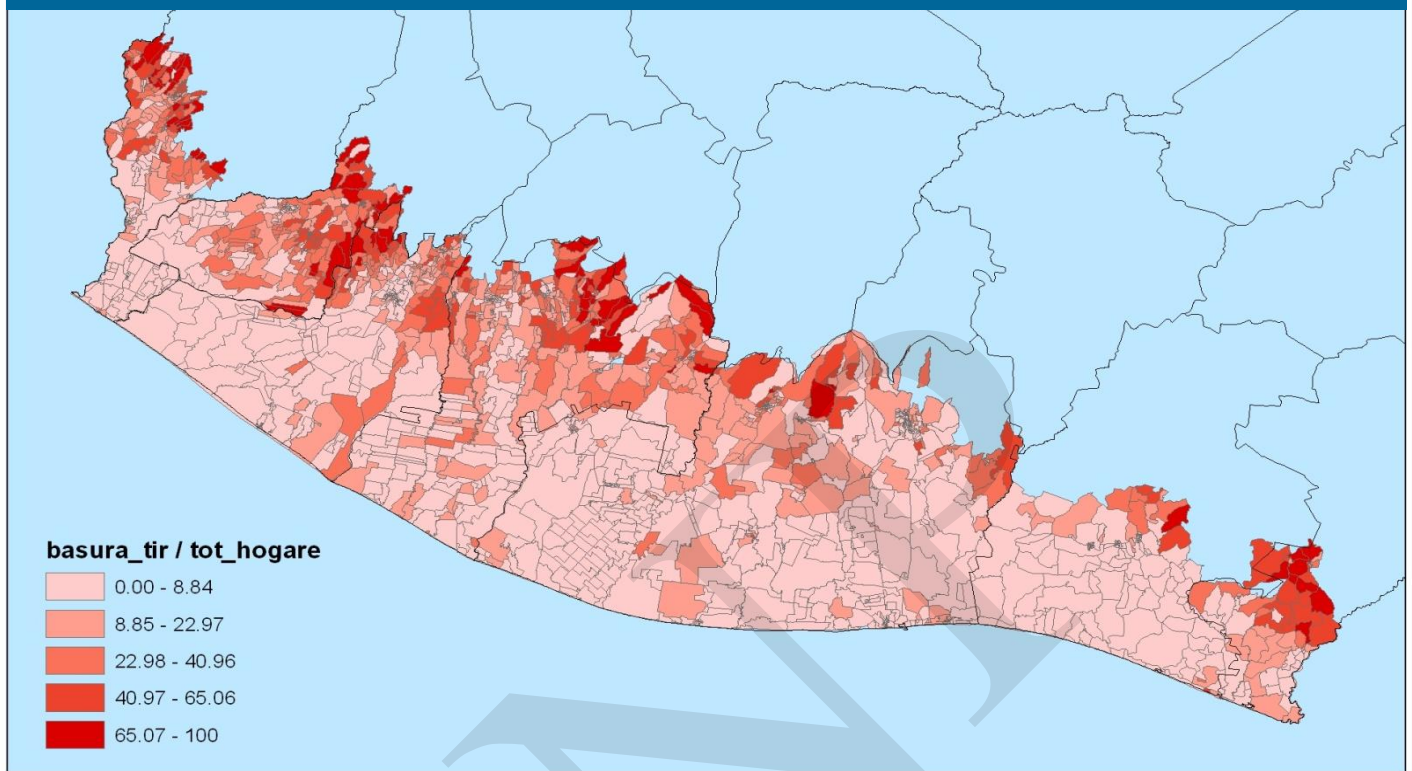 basura_tir / tot_hogare
0.00 - 8.84
8.85 - 22.97
22.98 - 40.96
40.97 - 65.06
65.07 - 100